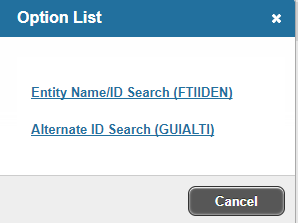 Option List
Entity Name/ID Search (FTIIDEN)
Alternate ID Search (GUIALTI)
Cancel